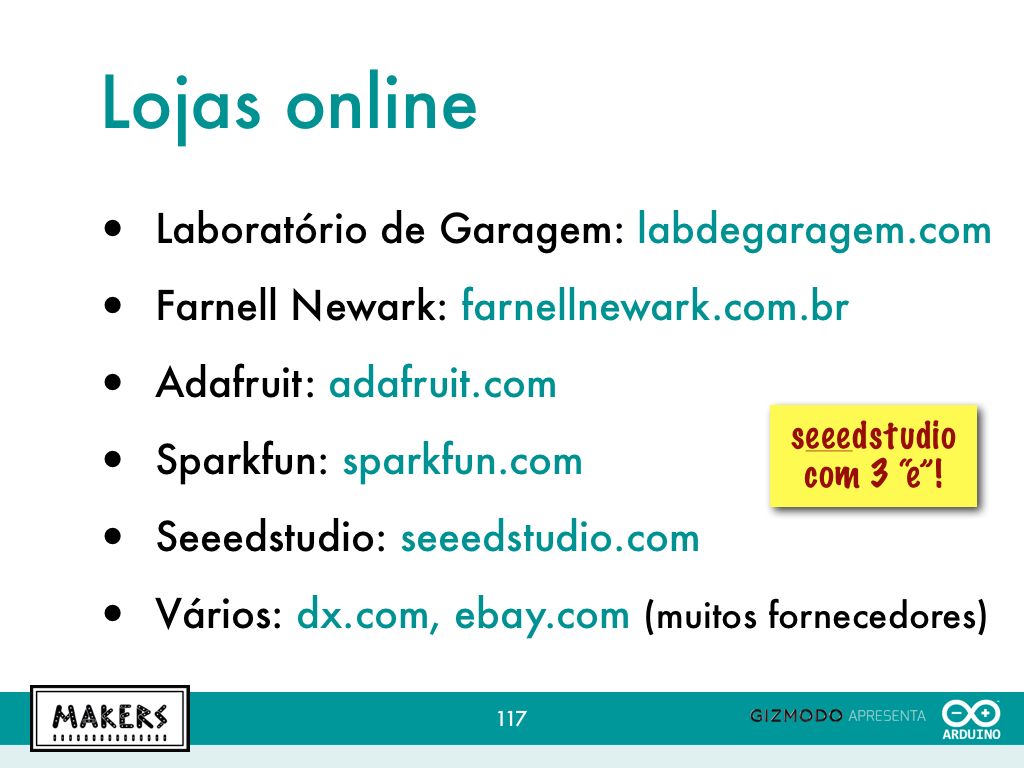 Lojas online
• Laboratório de Garagem: labdegaragem.com
• Farnell Newark: farnellnewark.com.br
• Adafruit: adafruit.com
• Sparkfun: sparkfun.com
seeedstudio
com 3 “e”!
• Seeedstudio: seeedstudio.com
• Vários: dx.com, ebay.com (muitos fornecedores)
MAKERS
117
GIZMODO APRESENTA
ARDUINO